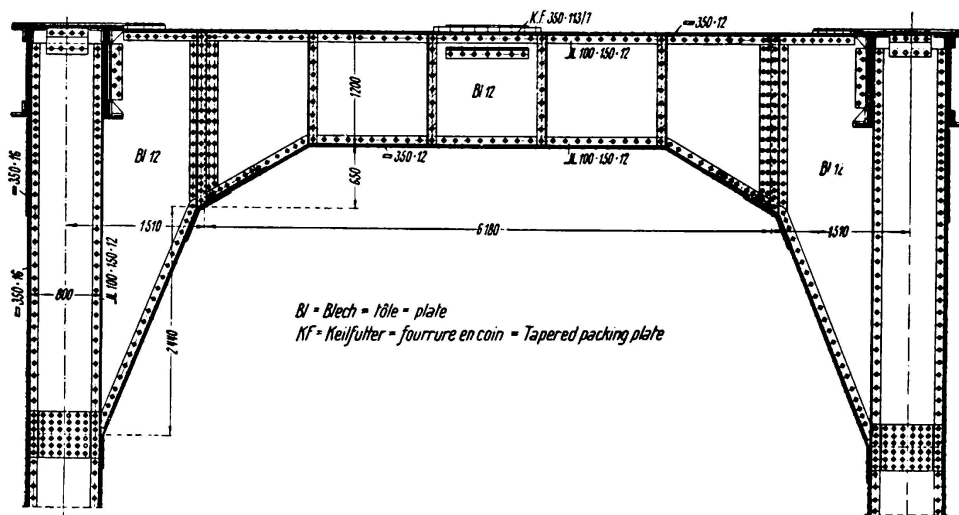 K.F. 350·113/7
▭350·12
⅃L 100·150·12
Bl 12
1200
Bl 12
Bl 12
▭350·12
⅃L 100·150·12
650
▭350·16
1510
6180
1510
⅃L 100·150·12
▭350·16
800
2440
Bl = Blech = tôle = plate
KF = Keilfutter = fourrure en coin = Tapered packing plate